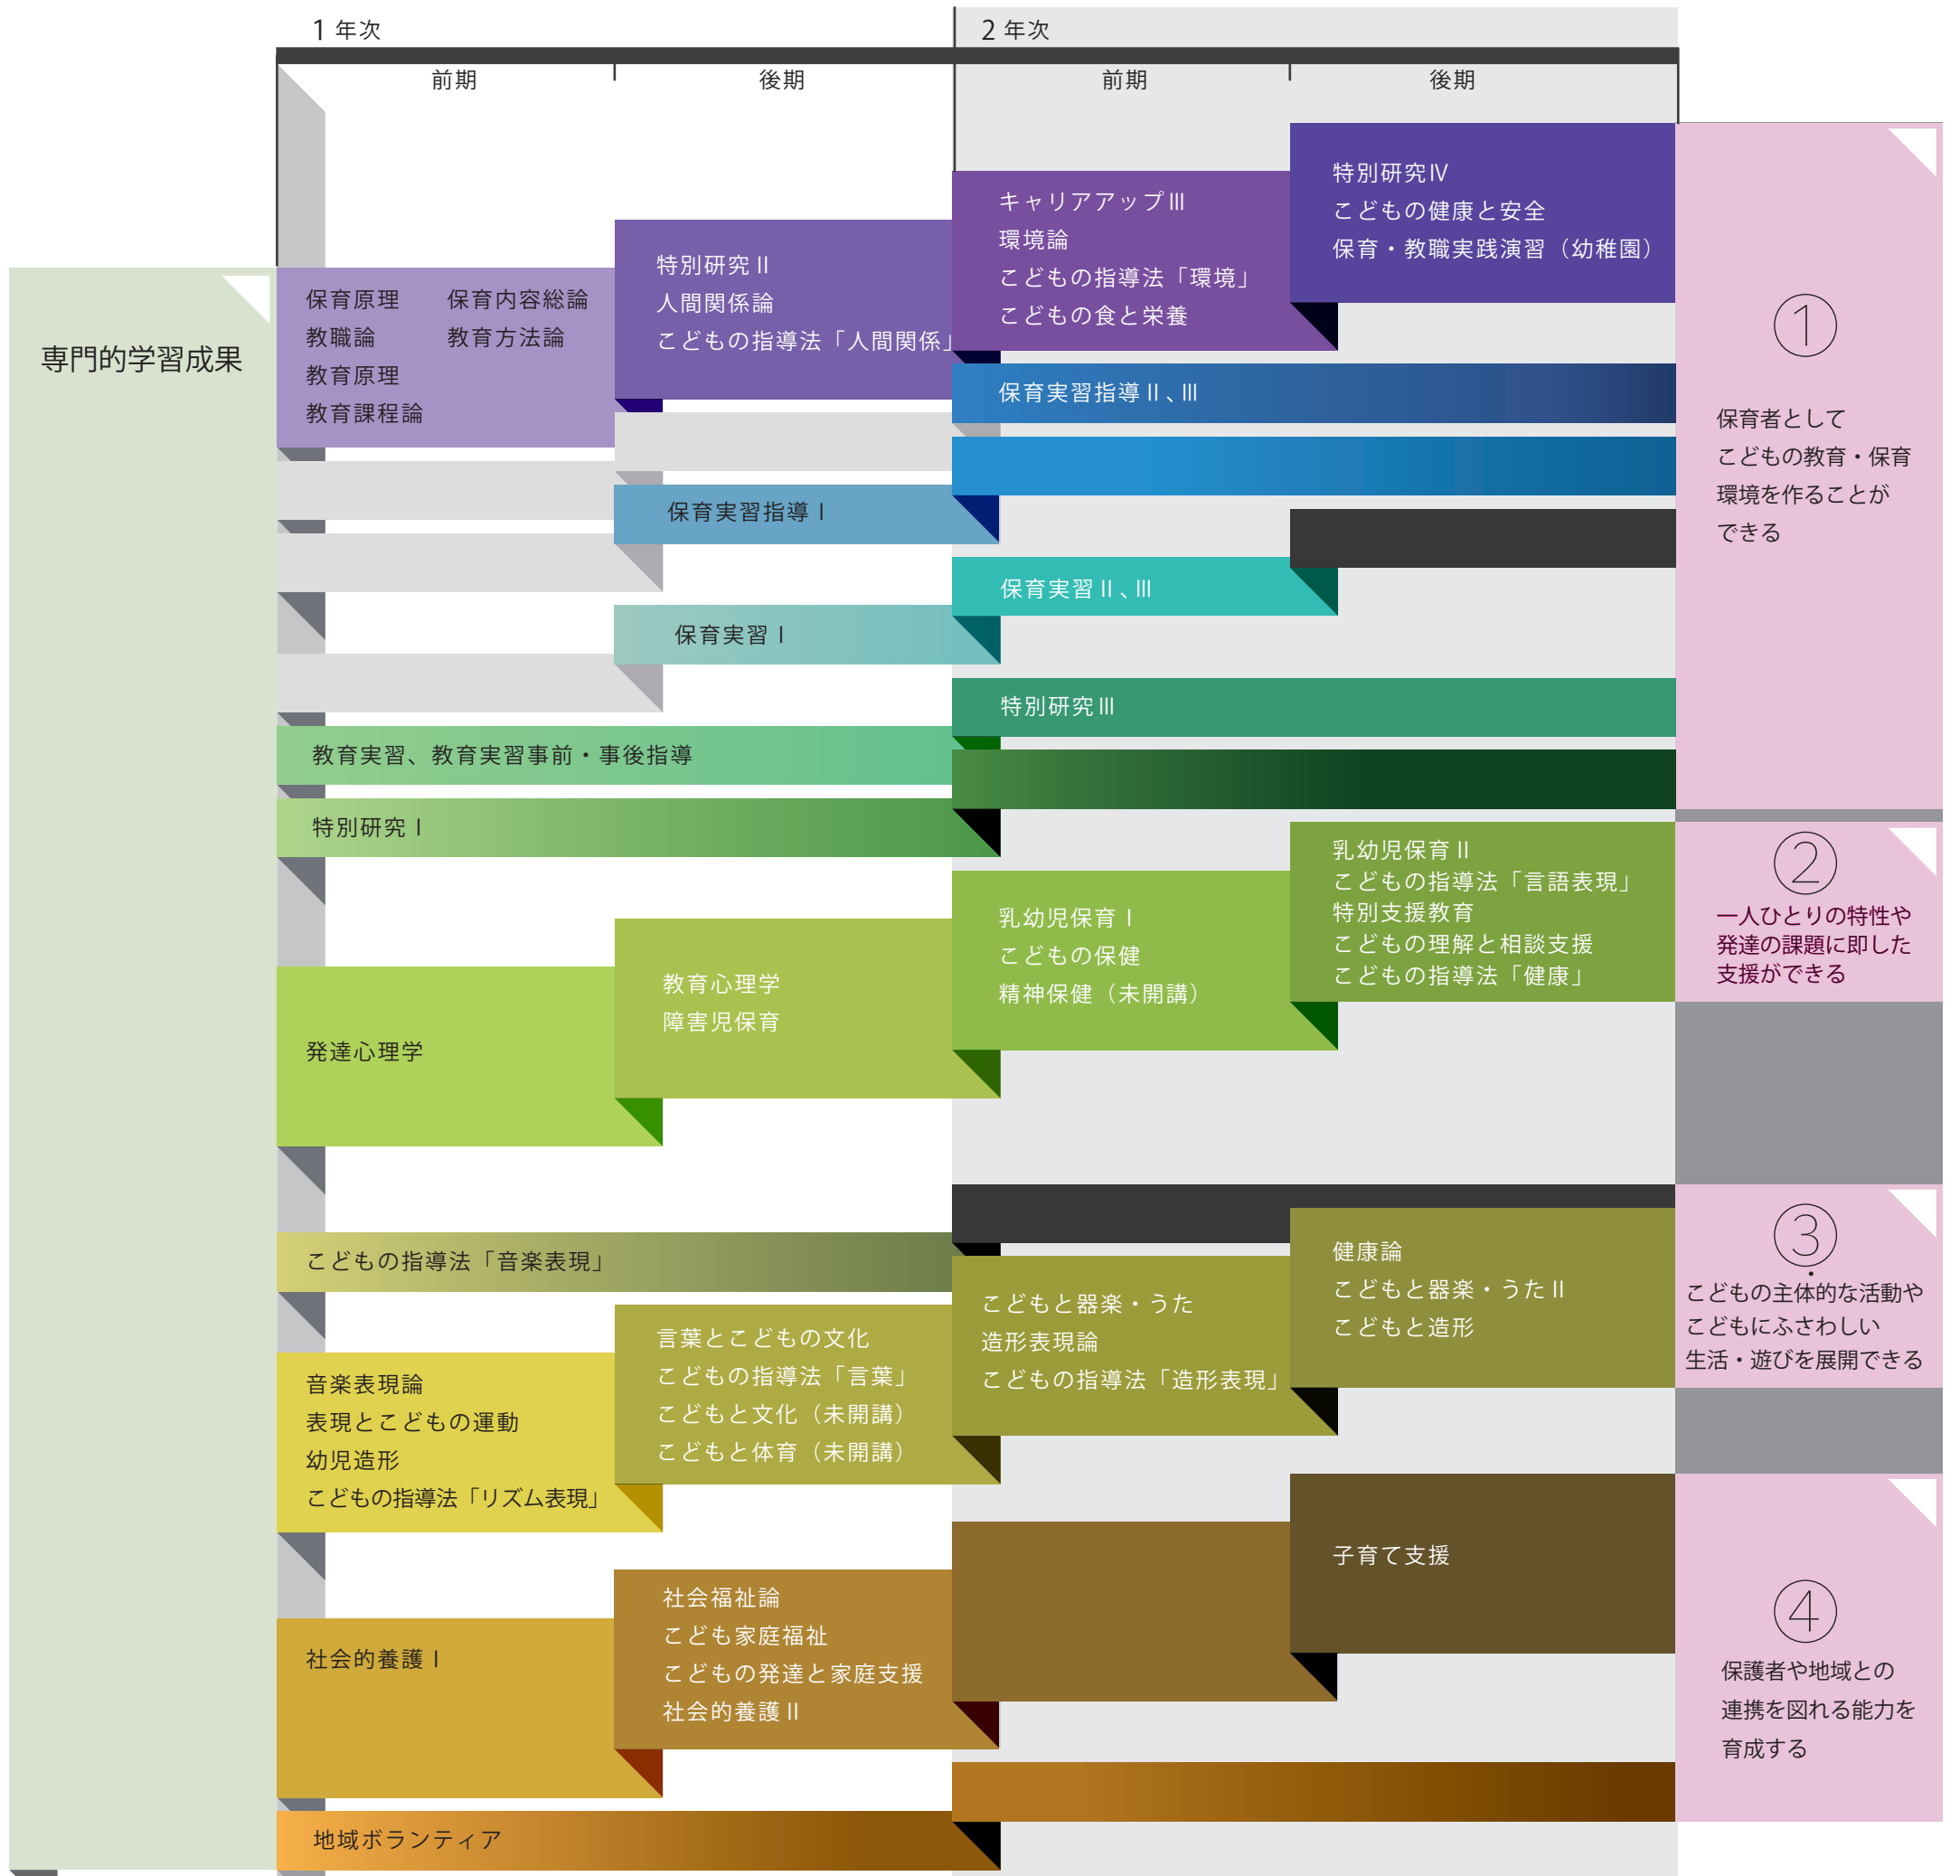 1 年次
2 年次
前期
後期
前期
後期
専門的学習成果
保育原理　保育内容総論
教職論　教育方法論
教育原理
教育課程論
特別研究Ⅱ
人間関係論
こどもの指導法「人間関係」
キャリアアップⅢ
環境論
こどもの指導法「環境」
こどもの食と栄養
特別研究Ⅳ
こどもの健康と安全
保育・教職実践演習（幼稚園）
保育実習指導Ⅱ、Ⅲ
保育実習指導Ⅰ
保育実習Ⅱ、Ⅲ
保育実習Ⅰ
特別研究Ⅲ
教育実習、教育実習事前・事後指導
特別研究Ⅰ
①
保育者として
こどもの教育・保育
環境を作ることが
できる
発達心理学
教育心理学
障害児保育
乳幼児保育Ⅰ
こどもの保健
精神保健（未開講）
乳幼児保育Ⅱ
こどもの指導法「言語表現」
特別支援教育
こどもの理解と相談支援
こどもの指導法「健康」
②
一人ひとりの特性や
発達の課題に即した
支援ができる
こどもの指導法「音楽表現」
音楽表現論
表現とこどもの運動
幼児造形
こどもの指導法「リズム表現」
言葉とこどもの文化
こどもの指導法「言葉」
こどもと文化（未開講）
こどもと体育（未開講）
こどもと器楽・うた
造形表現論
こどもの指導法「造形表現」
健康論
こどもと器楽・うたⅡ
こどもと造形
③
・
こどもの主体的な活動や
こどもにふさわしい
生活・遊びを展開できる
社会的養護Ⅰ
社会福祉論
こども家庭福祉
こどもの発達と家庭支援
社会的養護Ⅱ
子育て支援
地域ボランティア
④
保護者や地域との
連携を図れる能力を
育成する